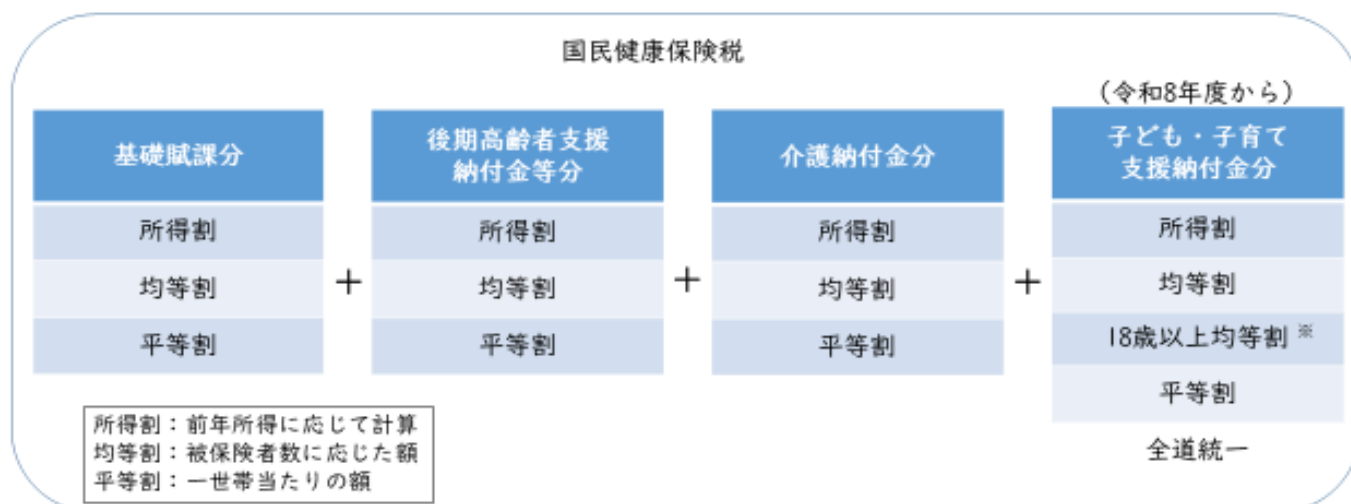 国民健康保険税
(令和8年度から)
基礎賦課分
所得割
均等割
平等割
+
後期高齢者支援
納付金等分
所得割
均等割
平等割
+
介護納付金分
所得割
均等割
平等割
+
子ども・子育て
支援納付金分
所得割
均等割
18歳以上均等割※
平等割
全道統一
所得割:前年所得に応じて計算
均等割:被保険者数に応じた額
平等割:一世帯当たりの額